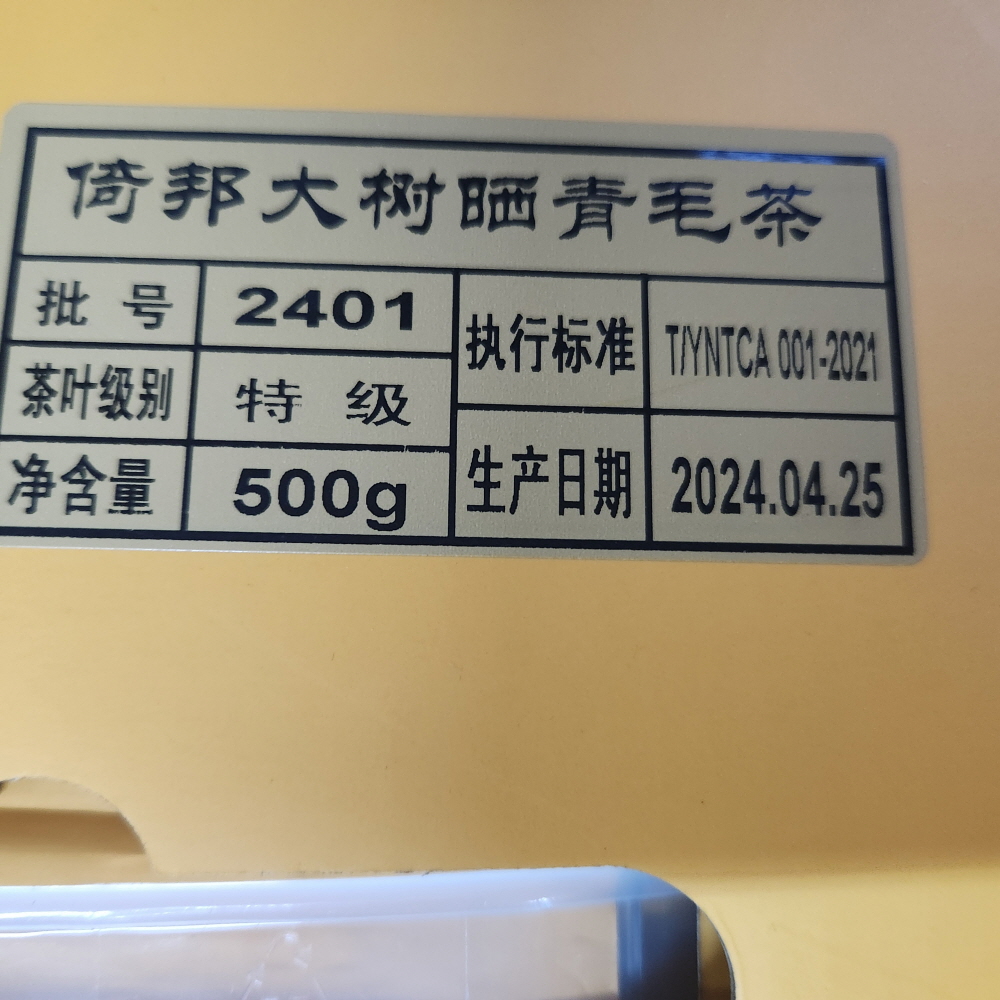 倚邦大树晒青毛茶
批号 2401
执行标准 T/YNTCA 001-2021
茶叶级别 特级
净含量 500g
生产日期 2024.04.25